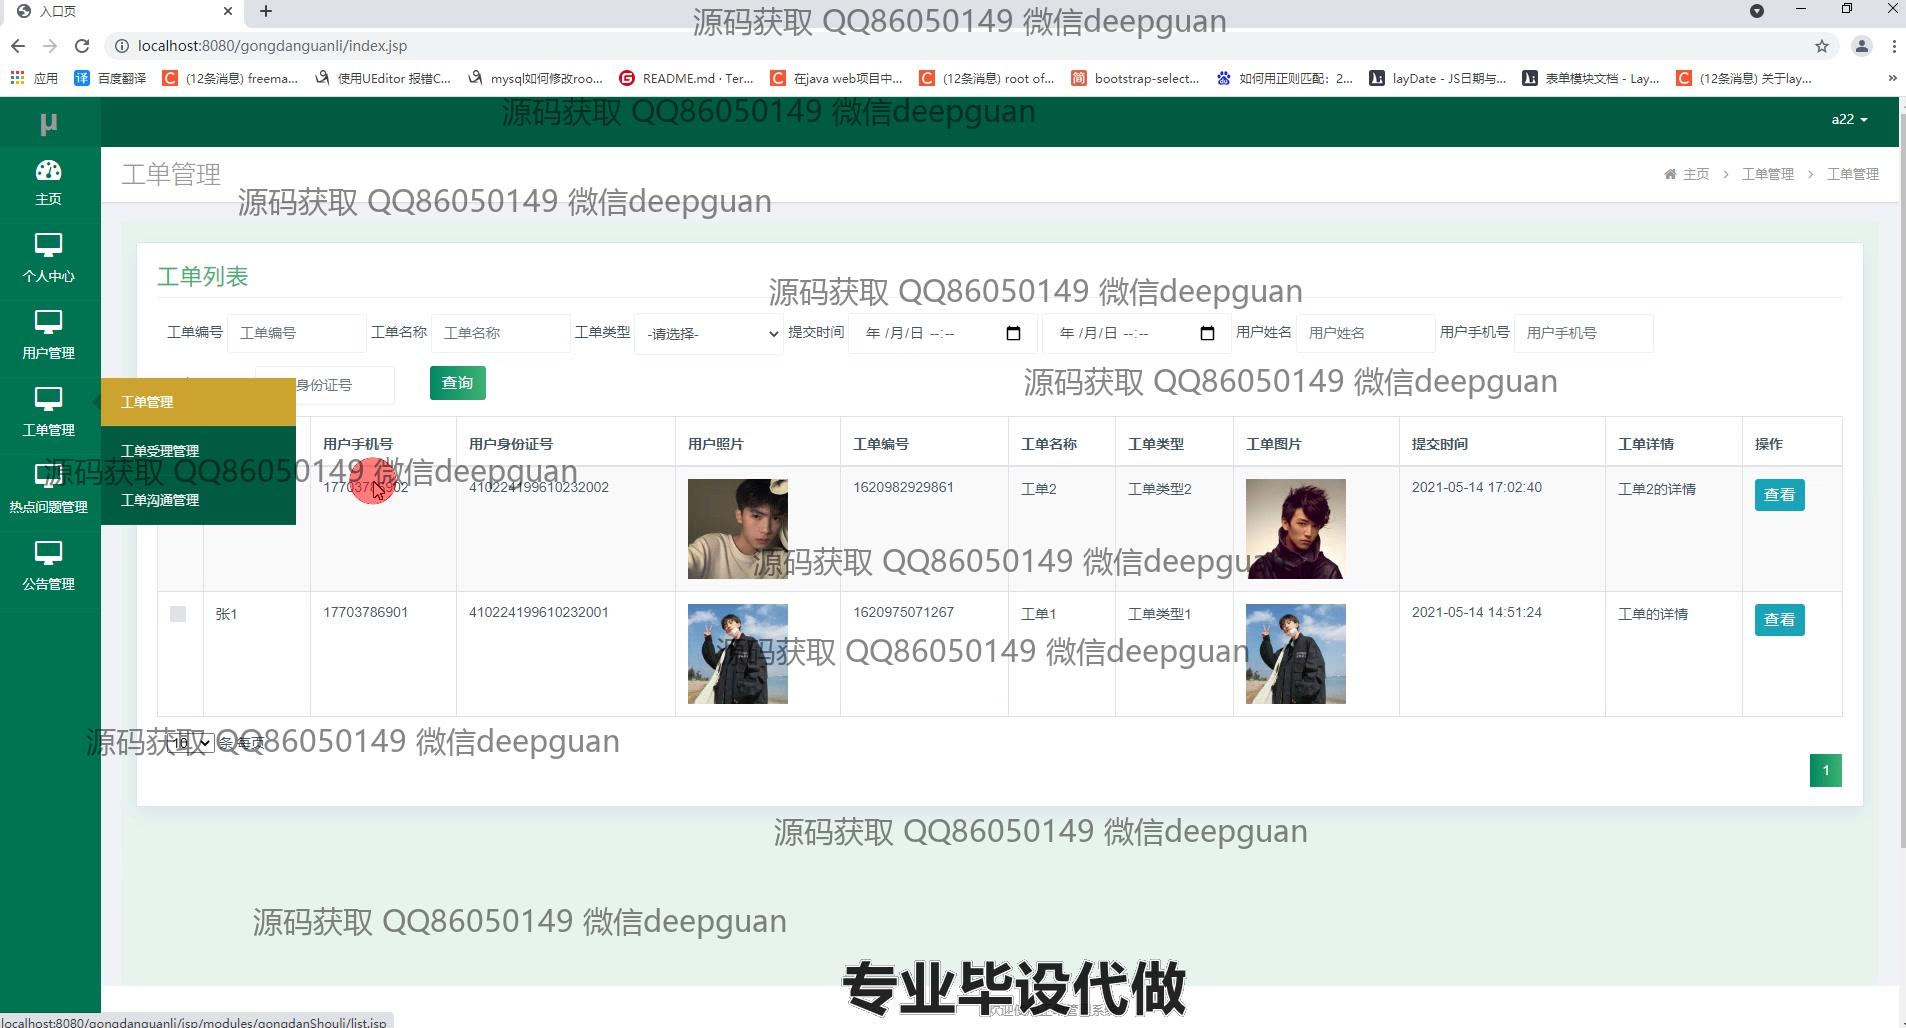 入口页
源码获取 QQ86050149 微信deepguan
localhost:8080/gongdanguanli/index.jsp
应用 百度翻译 (12条消息) freema... 使用UEditor 报错C... mysql如何修改roo... README.md · Ter... 在java web项目中... (12条消息) root of... bootstrap-select... 如何用正则匹配：2... layDate - JS日期与... 表单模块文档 - Lay... (12条消息) 关于lay...
源码获取 QQ86050149 微信deepguan
μ
a22
主页
个人中心
用户管理
工单管理
热点问题管理
公告管理
工单管理
主页 > 工单管理 > 工单管理
源码获取 QQ86050149 微信deepguan
工单列表
源码获取 QQ86050149 微信deepguan
工单编号 工单编号 工单名称 工单名称 工单类型 -请选择- 提交时间 年 /月/日 --:-- 年 /月/日 --:-- 用户姓名 用户姓名 用户手机号 用户手机号
身份证号 查询
源码获取 QQ86050149 微信deepguan
工单管理
工单受理管理
工单沟通管理
用户手机号 用户身份证号 用户照片 工单编号 工单名称 工单类型 工单图片 提交时间 工单详情 操作
源码获取 QQ86050149 微信deepguan
17703786902 410224199610232002 1620982929861 工单2 工单类型2 2021-05-14 17:02:40 工单2的详情 查看
源码获取 QQ86050149 微信deepguan
张1 17703786901 410224199610232001 1620975071267 工单1 工单类型1 2021-05-14 14:51:24 工单的详情 查看
源码获取 QQ86050149 微信deepguan
10 条每页
源码获取 QQ86050149 微信deepguan
1
源码获取 QQ86050149 微信deepguan
源码获取 QQ86050149 微信deepguan
专业毕设代做
localhost:8080/gongdanguanli/jsp/modules/gongdanShouli/list.jsp